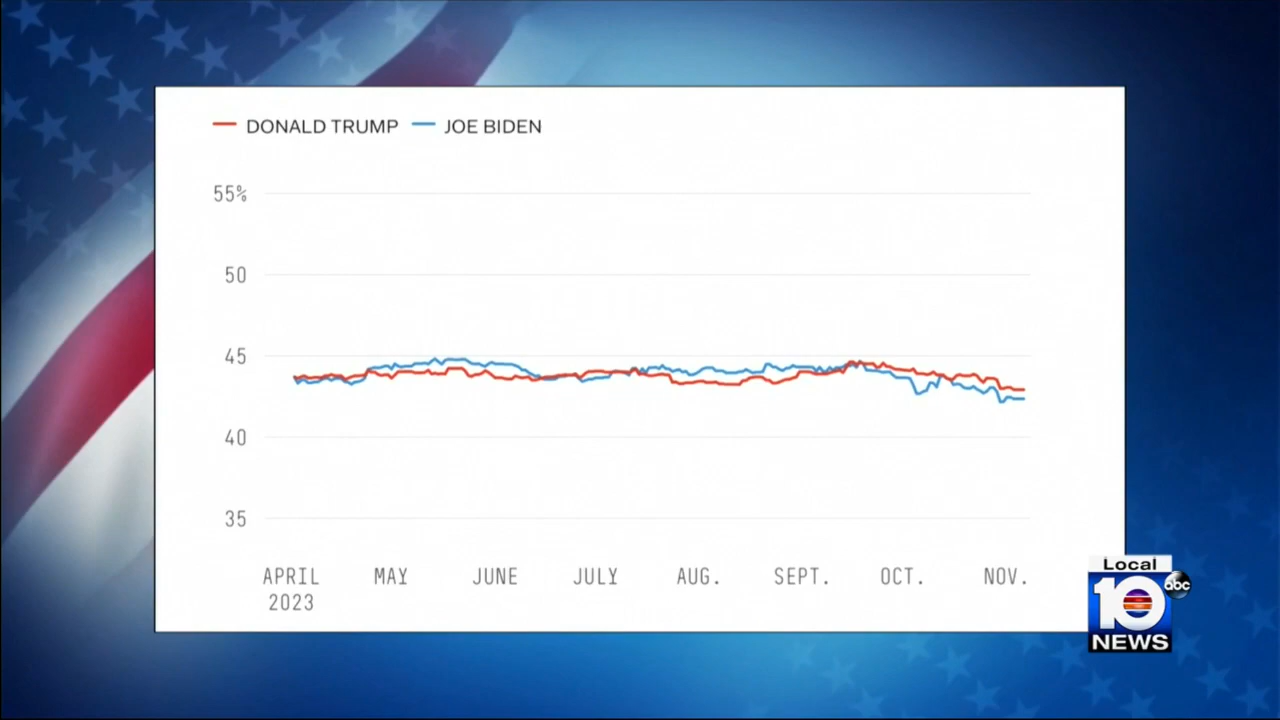 DONALD TRUMP JOE BIDEN
55%
50
45
40
35
APRIL MAY JUNE JULY AUG. SEPT. OCT. NOV.
2023
Local
10 abc
NEWS